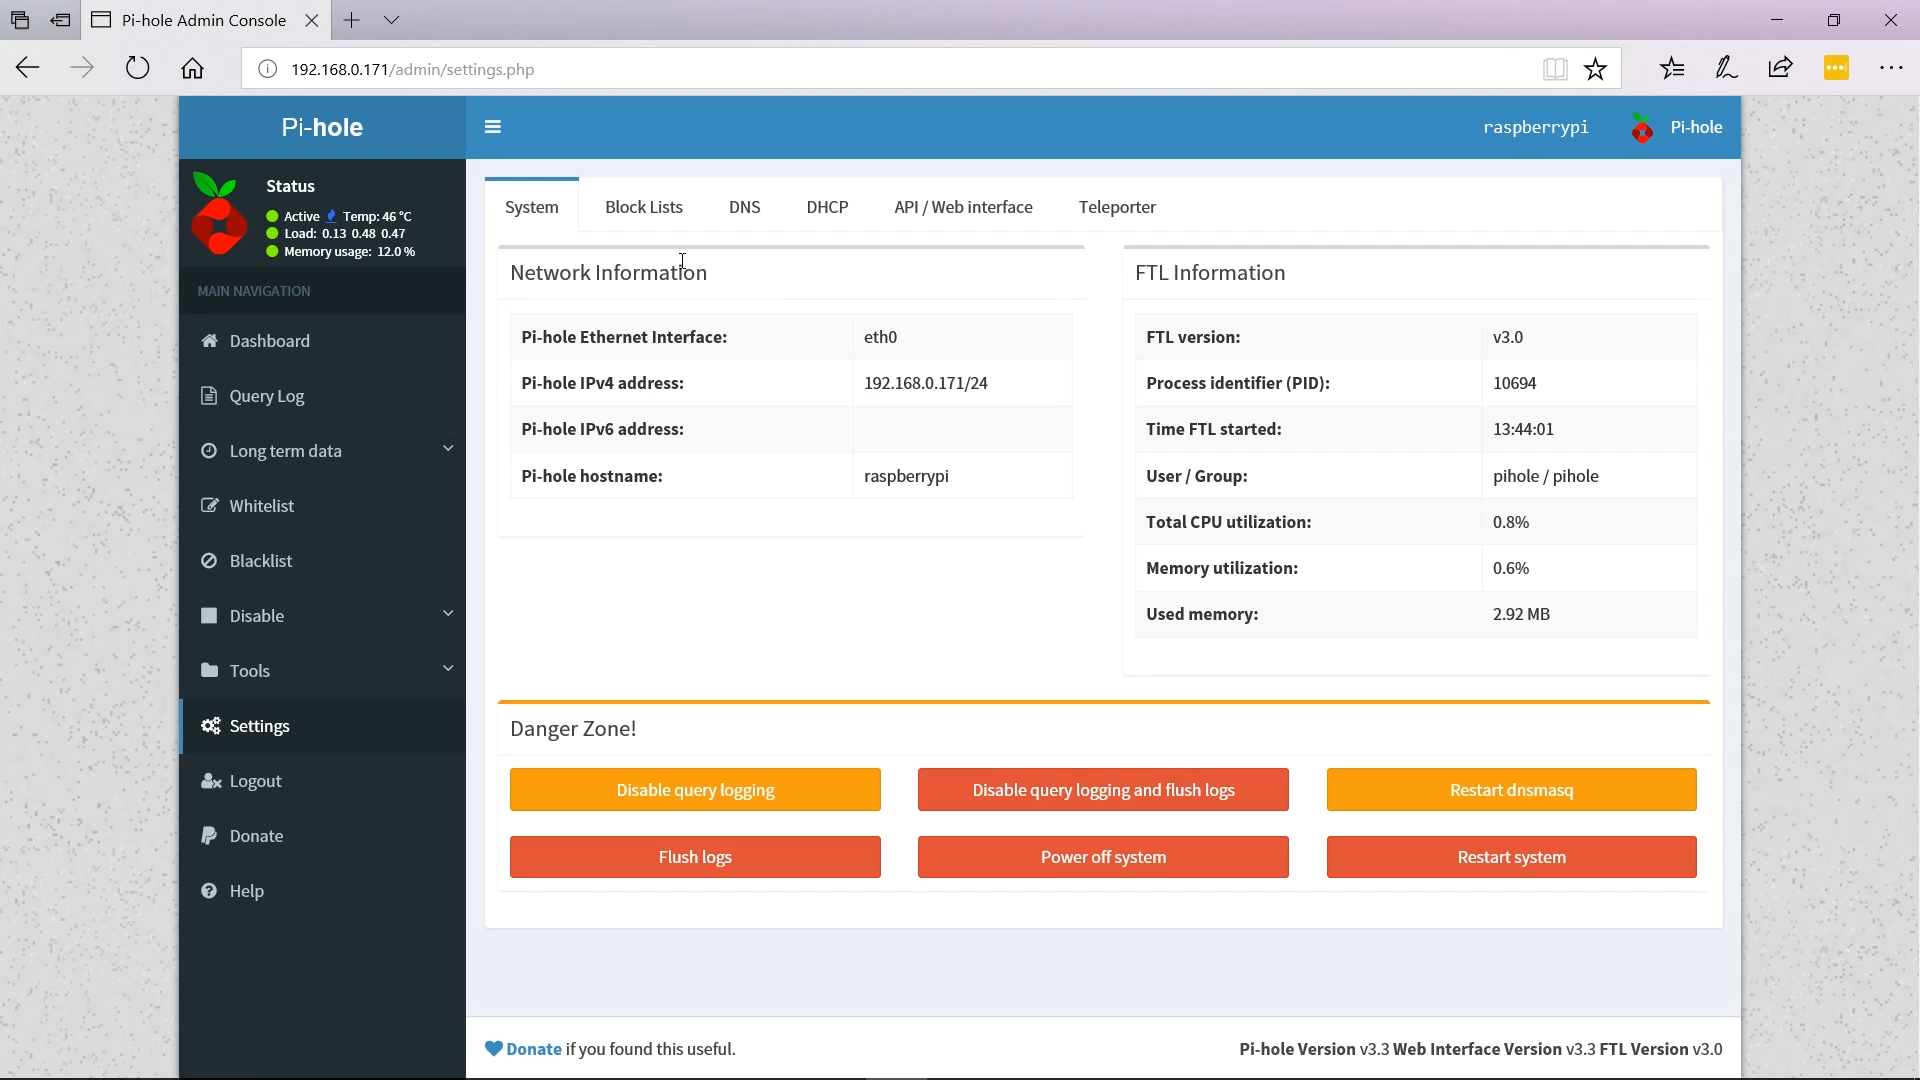 Pi-hole Admin Console
192.168.0.171/admin/settings.php
Pi-hole
raspberrypi
Pi-hole
Status
Active Temp: 46 °C
Load: 0.13 0.48 0.47
Memory usage: 12.0 %
MAIN NAVIGATION
Dashboard
Query Log
Long term data
Whitelist
Blacklist
Disable
Tools
Settings
Logout
Donate
Help
System Block Lists DNS DHCP API / Web interface Teleporter
Network Information
Pi-hole Ethernet Interface: eth0
Pi-hole IPv4 address: 192.168.0.171/24
Pi-hole IPv6 address:
Pi-hole hostname: raspberrypi
FTL Information
FTL version: v3.0
Process identifier (PID): 10694
Time FTL started: 13:44:01
User / Group: pihole / pihole
Total CPU utilization: 0.8%
Memory utilization: 0.6%
Used memory: 2.92 MB
Danger Zone!
Disable query logging Disable query logging and flush logs Restart dnsmasq
Flush logs Power off system Restart system
Donate if you found this useful.
Pi-hole Version v3.3 Web Interface Version v3.3 FTL Version v3.0